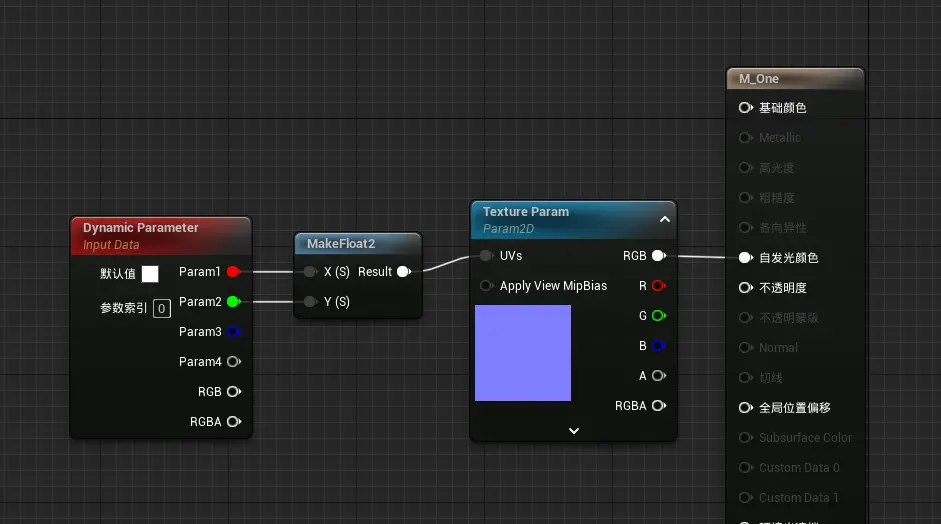 M_One
基础颜色
Metallic
高光度
粗糙度
各向异性
自发光颜色
不透明度
不透明蒙版
Normal
切线
全局位置偏移
Subsurface Color
Custom Data 0
Custom Data 1
Dynamic Parameter
Input Data
默认值
Param1
参数索引 0
Param2
Param3
Param4
RGB
RGBA
MakeFloat2
X (S) Result
Y (S)
Texture Param
Param2D
UVs RGB
Apply View MipBias R
G
B
A
RGBA